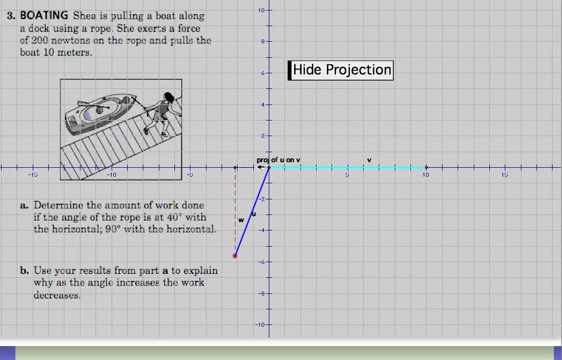 3. BOATING Shea is pulling a boat along
a dock using a rope. She exerts a force
of 200 newtons on the rope and pulls the
boat 10 meters.
a. Determine the amount of work done
if the angle of the rope is at 40° with
the horizontal; 90° with the horizontal.
b. Use your results from part a to explain
why as the angle increases the work
decreases.
Hide Projection
proj of u on v
v
w
u
10
8
6
4
2
-2
-4
-6
-8
-10
-15
-10
-5
5
10
15